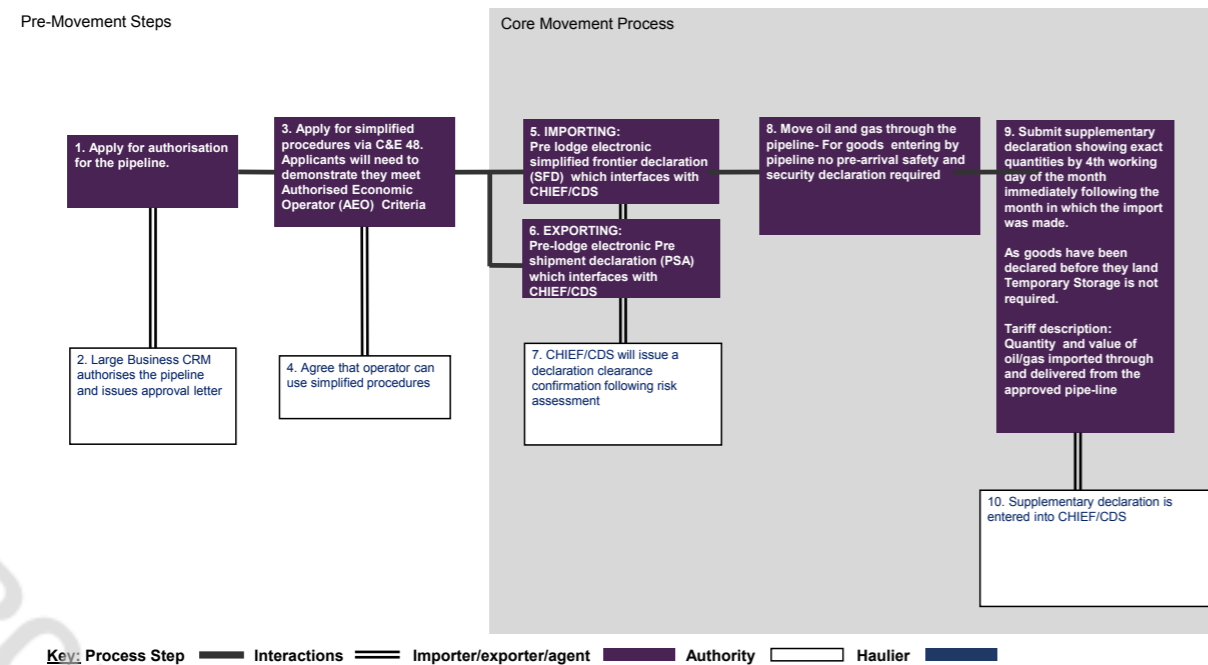 Pre-Movement Steps
Core Movement Process
1. Apply for authorisation
for the pipeline.
2. Large Business CRM
authorises the pipeline
and issues approval letter
3. Apply for simplified
procedures via C&E 48.
Applicants will need to
demonstrate they meet
Authorised Economic
Operator (AEO) Criteria
4. Agree that operator can
use simplified procedures
5. IMPORTING:
Pre lodge electronic
simplified frontier declaration
(SFD) which interfaces with
CHIEF/CDS
6. EXPORTING:
Pre-lodge electronic Pre
shipment declaration (PSA)
which interfaces with
CHIEF/CDS
7. CHIEF/CDS will issue a
declaration clearance
confirmation following risk
assessment
8. Move oil and gas through the
pipeline- For goods entering by
pipeline no pre-arrival safety and
security declaration required
9. Submit supplementary
declaration showing exact
quantities by 4th working
day of the month
immediately following the
month in which the import
was made.
As goods have been
declared before they land
Temporary Storage is not
required.
Tariff description:
Quantity and value of
oil/gas imported through
and delivered from the
approved pipe-line
10. Supplementary declaration is
entered into CHIEF/CDS
Key: Process Step Interactions Importer/exporter/agent Authority Haulier